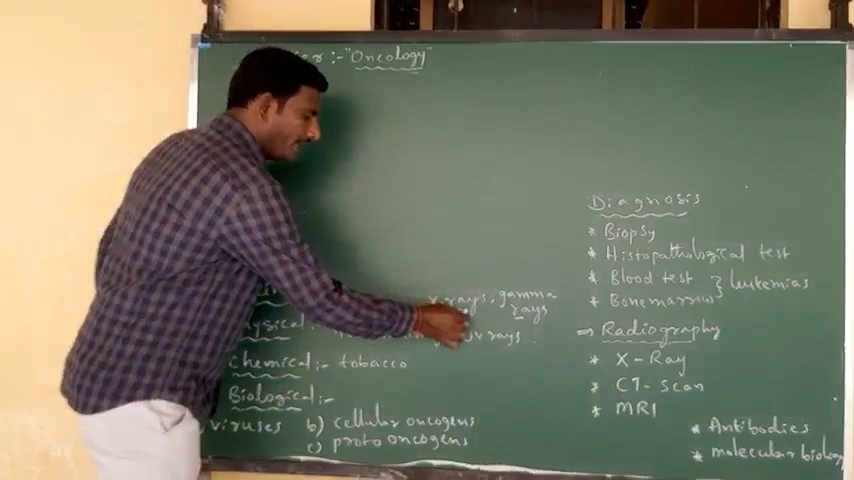 :- "Oncology"
rays, gamma
rays
uv rays.
Chemical :- tobacco
Biological :-
viruses b) cellular oncogens
c) proto oncogens
Diagnosis
* Biopsy
* Histopathological test
* Blood test } leukemias
* Bonemarrow
⇒ Radiography
* X-Ray
* CT-Scan
* MRI
* Antibodies
* molecular biology